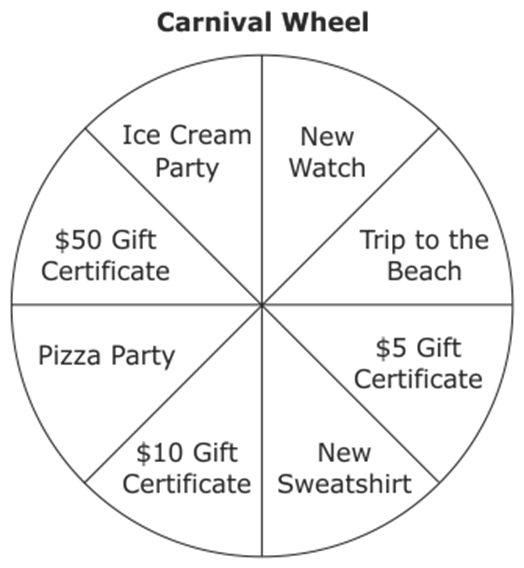 Carnival Wheel
Ice Cream
Party
New
Watch
$50 Gift
Certificate
Trip to the
Beach
Pizza Party
$5 Gift
Certificate
$10 Gift
Certificate
New
Sweatshirt